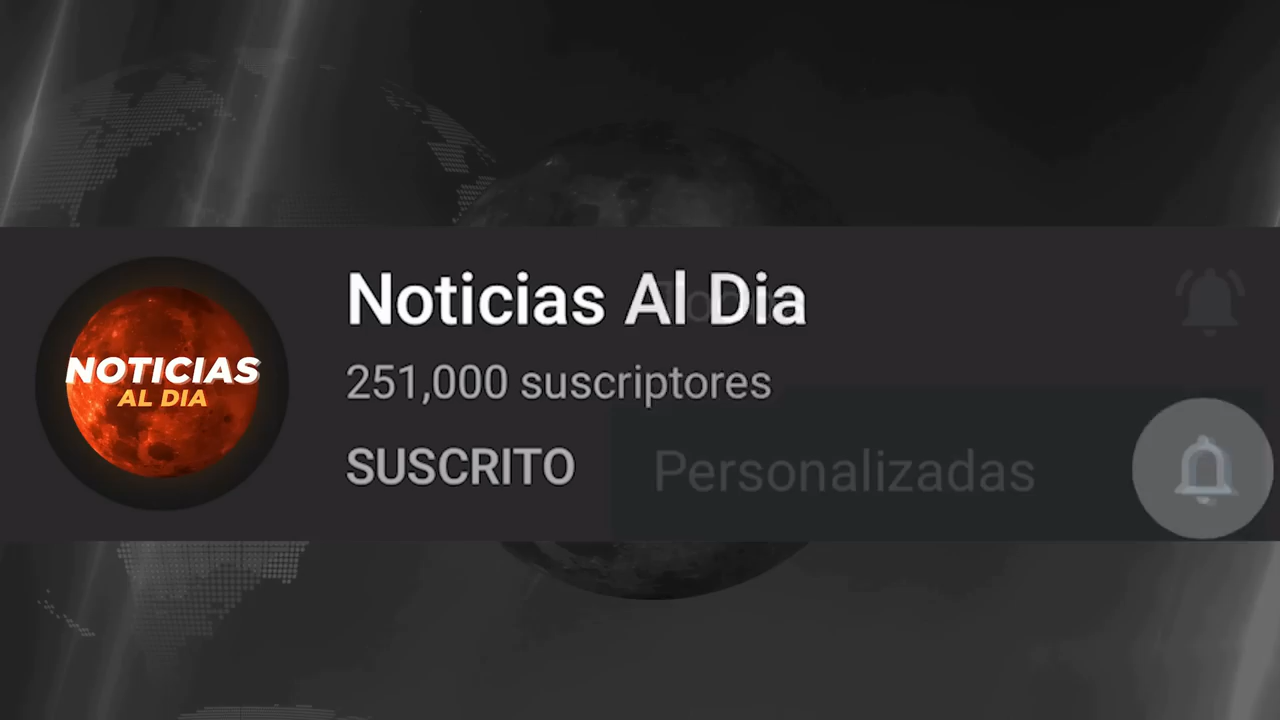 NOTICIAS
AL DIA
Noticias Al Dia
251,000 suscriptores
SUSCRITO
Personalizadas